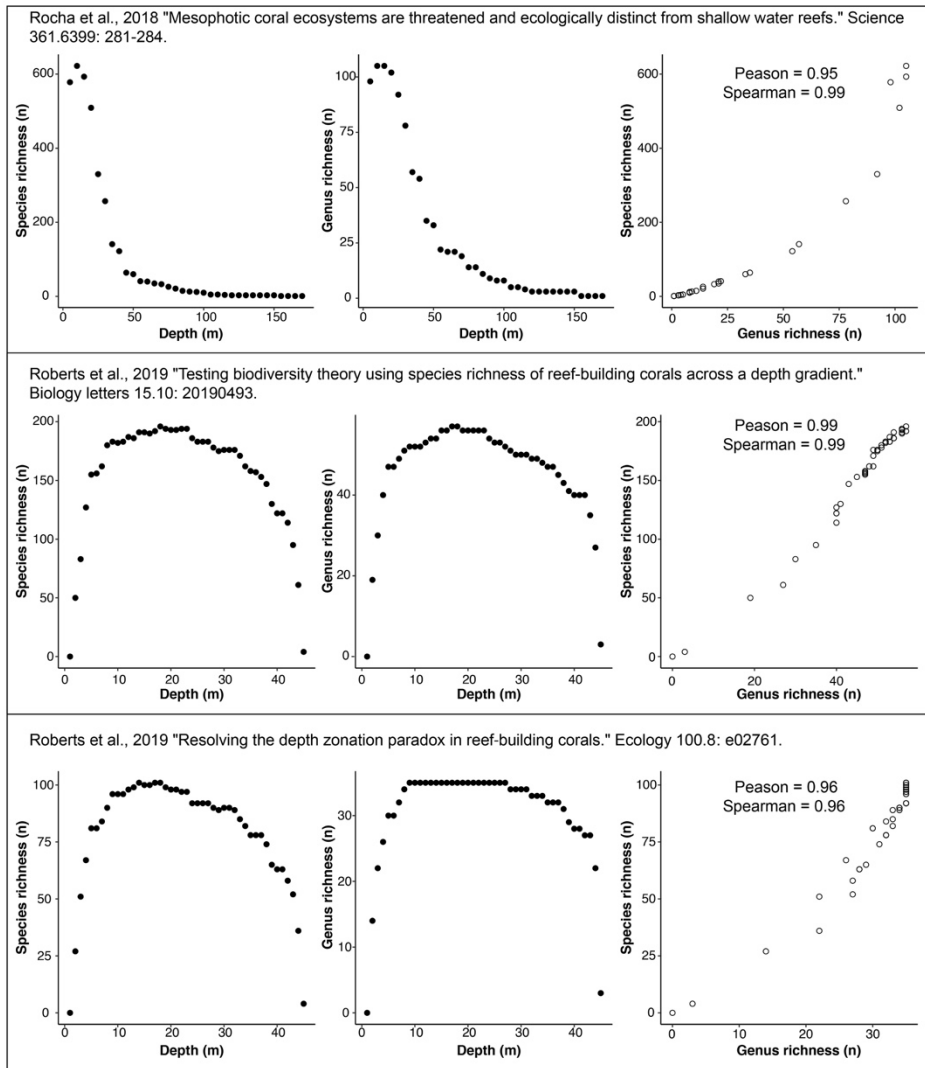 Rocha et al., 2018 "Mesophotic coral ecosystems are threatened and ecologically distinct from shallow water reefs." Science
361.6399: 281-284.
Species richness (n)
600
400
200
0
0
50
100
150
Depth (m)
Genus richness (n)
100
75
50
25
0
0
50
100
150
Depth (m)
Peason = 0.95
Spearman = 0.99
Species richness (n)
600
400
200
0
0
25
50
75
100
Genus richness (n)
Roberts et al., 2019 "Testing biodiversity theory using species richness of reef-building corals across a depth gradient."
Biology letters 15.10: 20190493.
Species richness (n)
200
150
100
50
0
0
10
20
30
40
Depth (m)
Genus richness (n)
40
20
0
0
10
20
30
40
Depth (m)
Peason = 0.99
Spearman = 0.99
Species richness (n)
200
150
100
50
0
0
20
40
Genus richness (n)
Roberts et al., 2019 "Resolving the depth zonation paradox in reef-building corals." Ecology 100.8: e02761.
Species richness (n)
100
75
50
25
0
0
10
20
30
40
Depth (m)
Genus richness (n)
30
20
10
0
0
10
20
30
40
Depth (m)
Peason = 0.96
Spearman = 0.96
Species richness (n)
100
75
50
25
0
0
10
20
30
Genus richness (n)